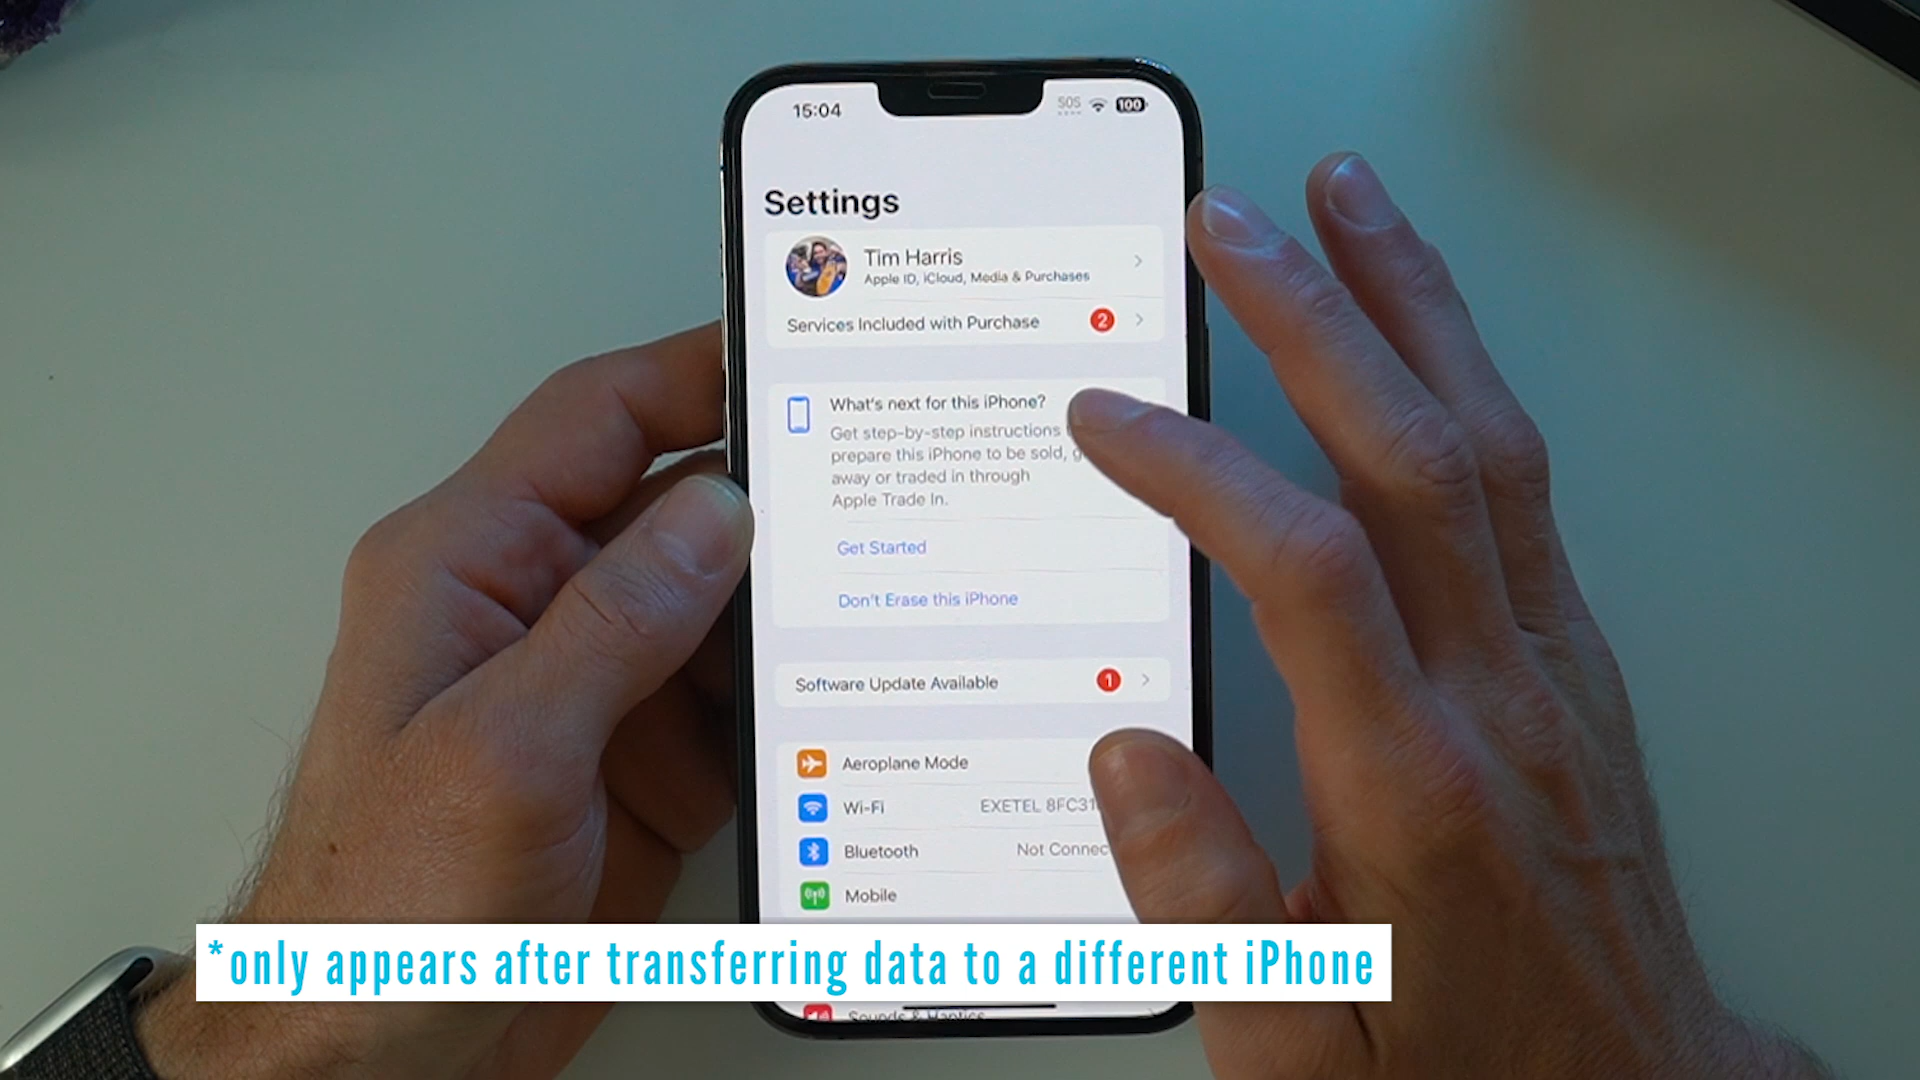 15:04
SOS
100
Settings
Tim Harris
Apple ID, iCloud, Media & Purchases
Services Included with Purchase
2
What's next for this iPhone?
Get step-by-step instructions
prepare this iPhone to be sold,
away or traded in through
Apple Trade In.
Get Started
Don't Erase this iPhone
Software Update Available
1
Aeroplane Mode
Wi-Fi
EXETEL 8FC31
Bluetooth
Not Connec
Mobile
*only appears after transferring data to a different iPhone
Sounds & Haptics